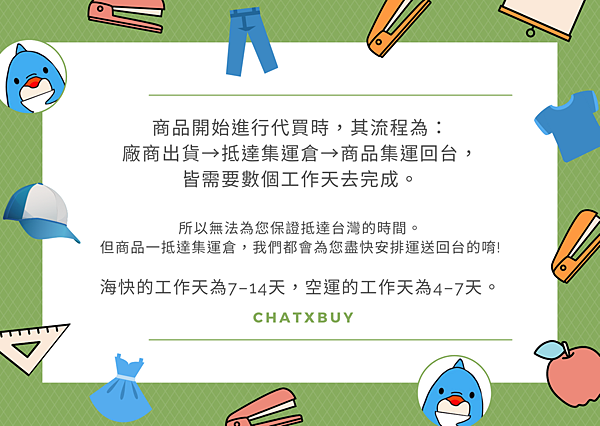 商品開始進行代買時，其流程為：
廠商出貨→抵達集運倉→商品集運回台，
皆需要數個工作天去完成。
所以無法為您保證抵達台灣的時間。
但商品一抵達集運倉，我們都會為您盡快安排運送回台的唷!
海快的工作天為7–14天，空運的工作天為4–7天。
CHATXBUY